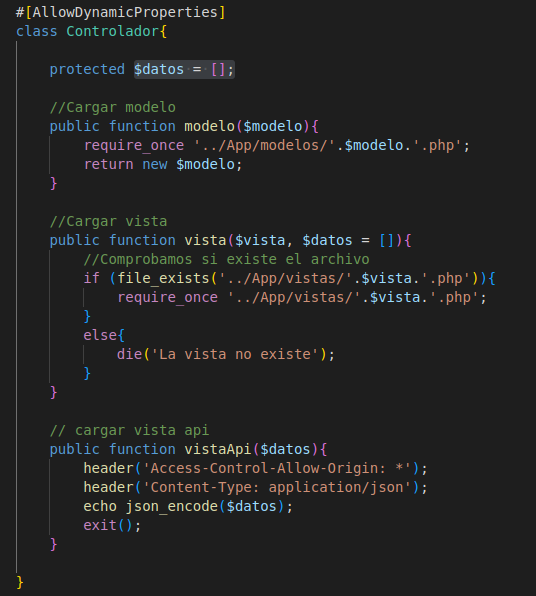 #[AllowDynamicProperties]
class Controlador{
protected $datos = [];
//Cargar modelo
public function modelo($modelo){
require_once '../App/modelos/'.$modelo.'.php';
return new $modelo;
}
//Cargar vista
public function vista($vista, $datos = []){
//Comprobamos si existe el archivo
if (file_exists('../App/vistas/'.$vista.'.php')){
require_once '../App/vistas/'.$vista.'.php';
}
else{
die('La vista no existe');
}
}
// cargar vista api
public function vistaApi($datos){
header('Access-Control-Allow-Origin: *');
header('Content-Type: application/json');
echo json_encode($datos);
exit();
}
}